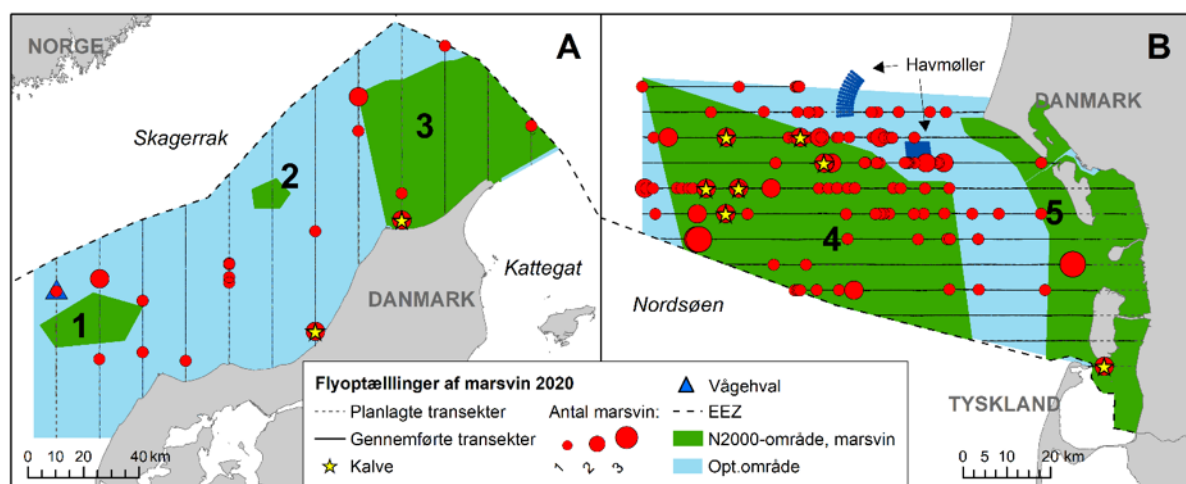 NORGE
A
Skagerrak
3
2
1
DANMARK
Kattegat
B
Havmøller
DANMARK
4
5
Nordsøen
TYSKLAND
Flyoptælllinger af marsvin 2020
Planlagte transekter
Gennemførte transekter
Kalve
Antal marsvin:
1 2 3
Vågehval
EEZ
N2000-område, marsvin
Opt.område
0 10 20 40 km
0 5 10 20 km